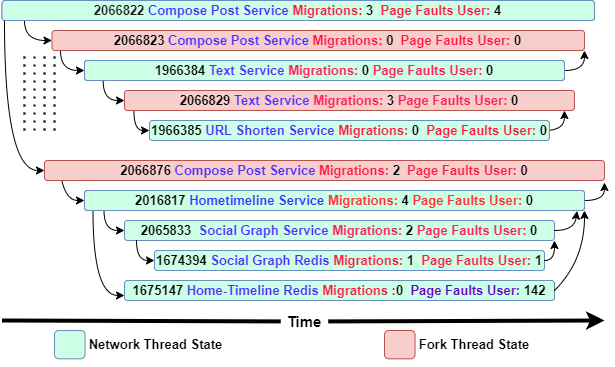 2066822 Compose Post Service Migrations: 3 Page Faults User: 4
2066823 Compose Post Service Migrations: 0 Page Faults User: 0
1966384 Text Service Migrations: 0 Page Faults User: 0
2066829 Text Service Migrations: 3 Page Faults User: 0
1966385 URL Shorten Service Migrations: 0 Page Faults User: 0
2066876 Compose Post Service Migrations: 2 Page Faults User: 0
2016817 Hometimeline Service Migrations: 4 Page Faults User: 0
2065833 Social Graph Service Migrations: 2 Page Faults User: 0
1674394 Social Graph Redis Migrations: 1 Page Faults User: 1
1675147 Home-Timeline Redis Migrations :0 Page Faults User: 142
Time
Network Thread State
Fork Thread State